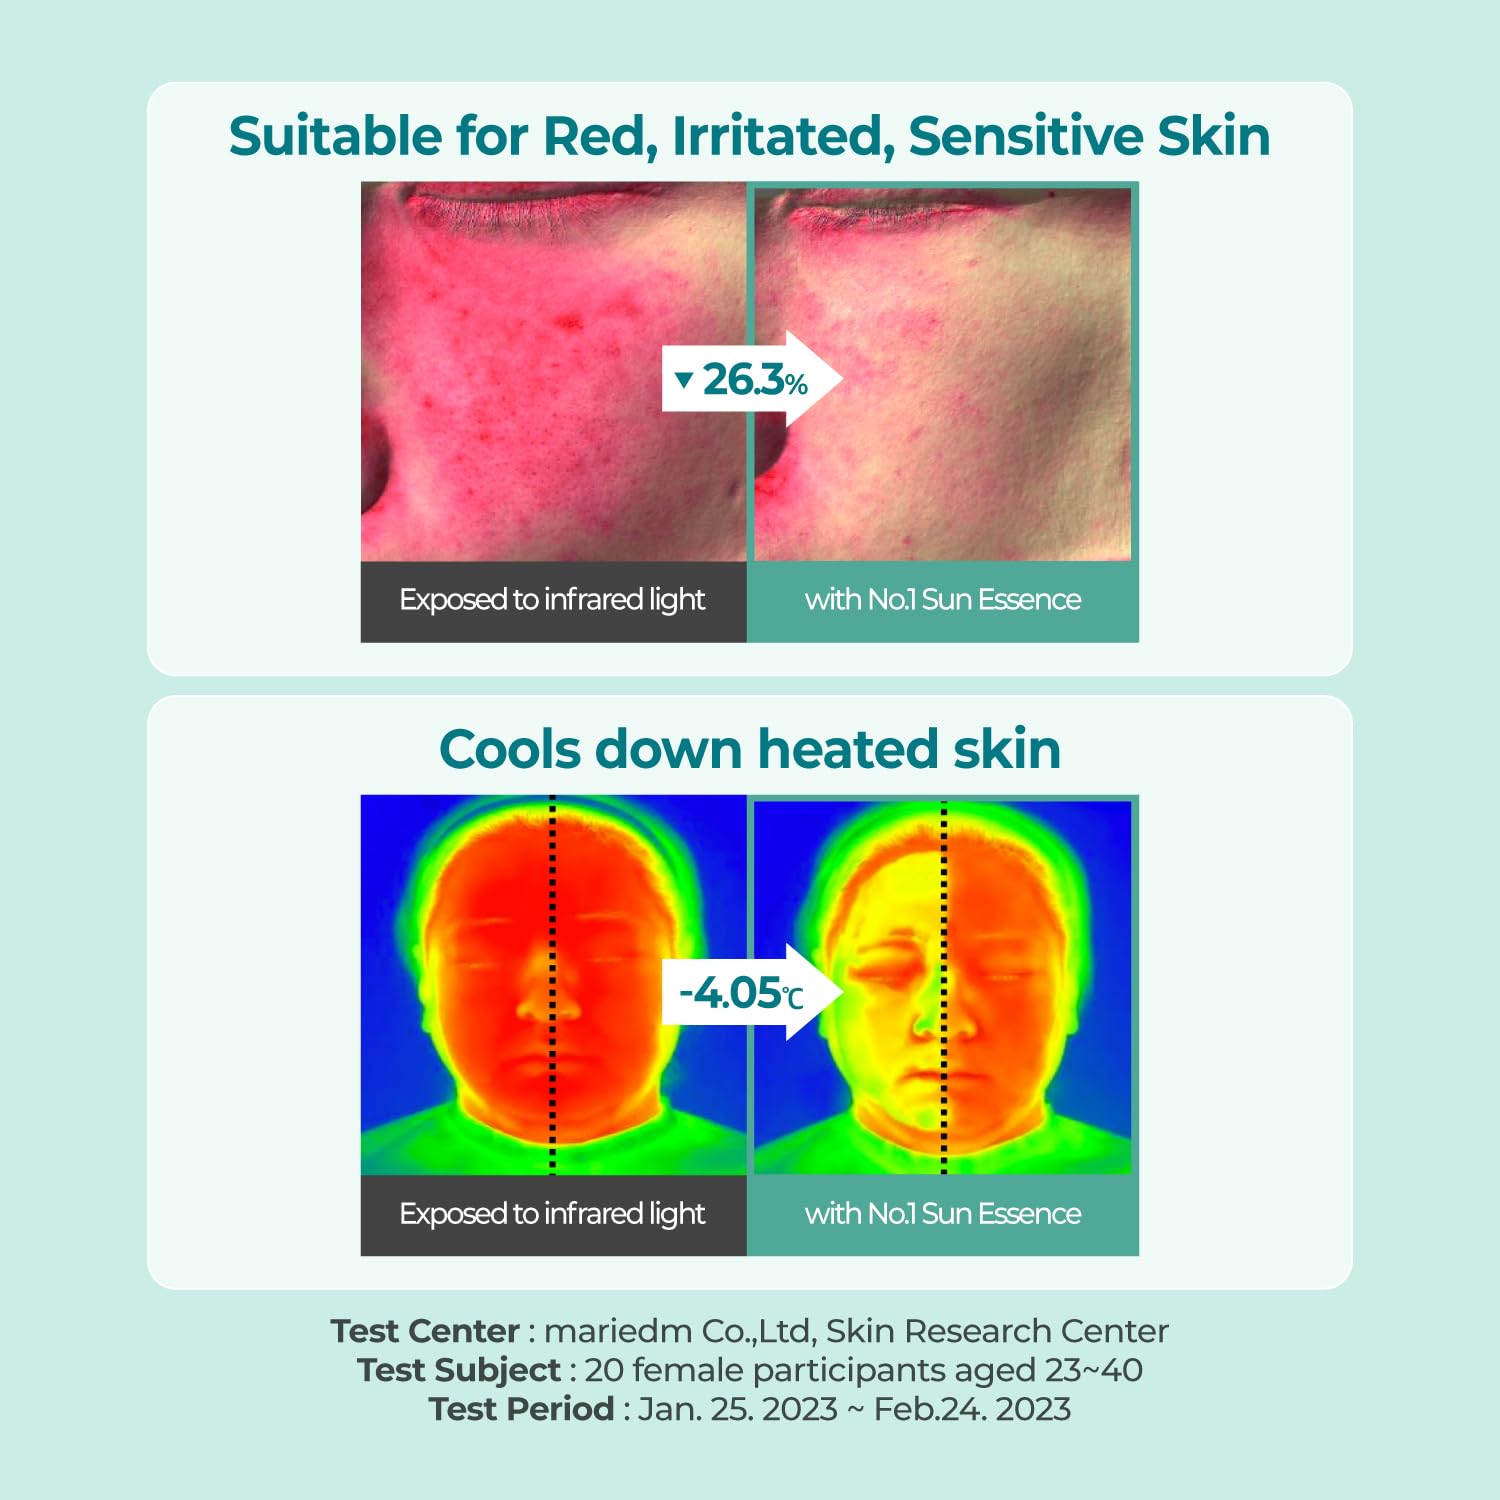 Suitable for Red, Irritated, Sensitive Skin
▼ 26.3%
Exposed to infrared light
with No.1 Sun Essence
Cools down heated skin
-4.05℃
Exposed to infrared light
with No.1 Sun Essence
Test Center : mariedm Co.,Ltd, Skin Research Center
Test Subject : 20 female participants aged 23~40
Test Period : Jan. 25. 2023 ~ Feb.24. 2023